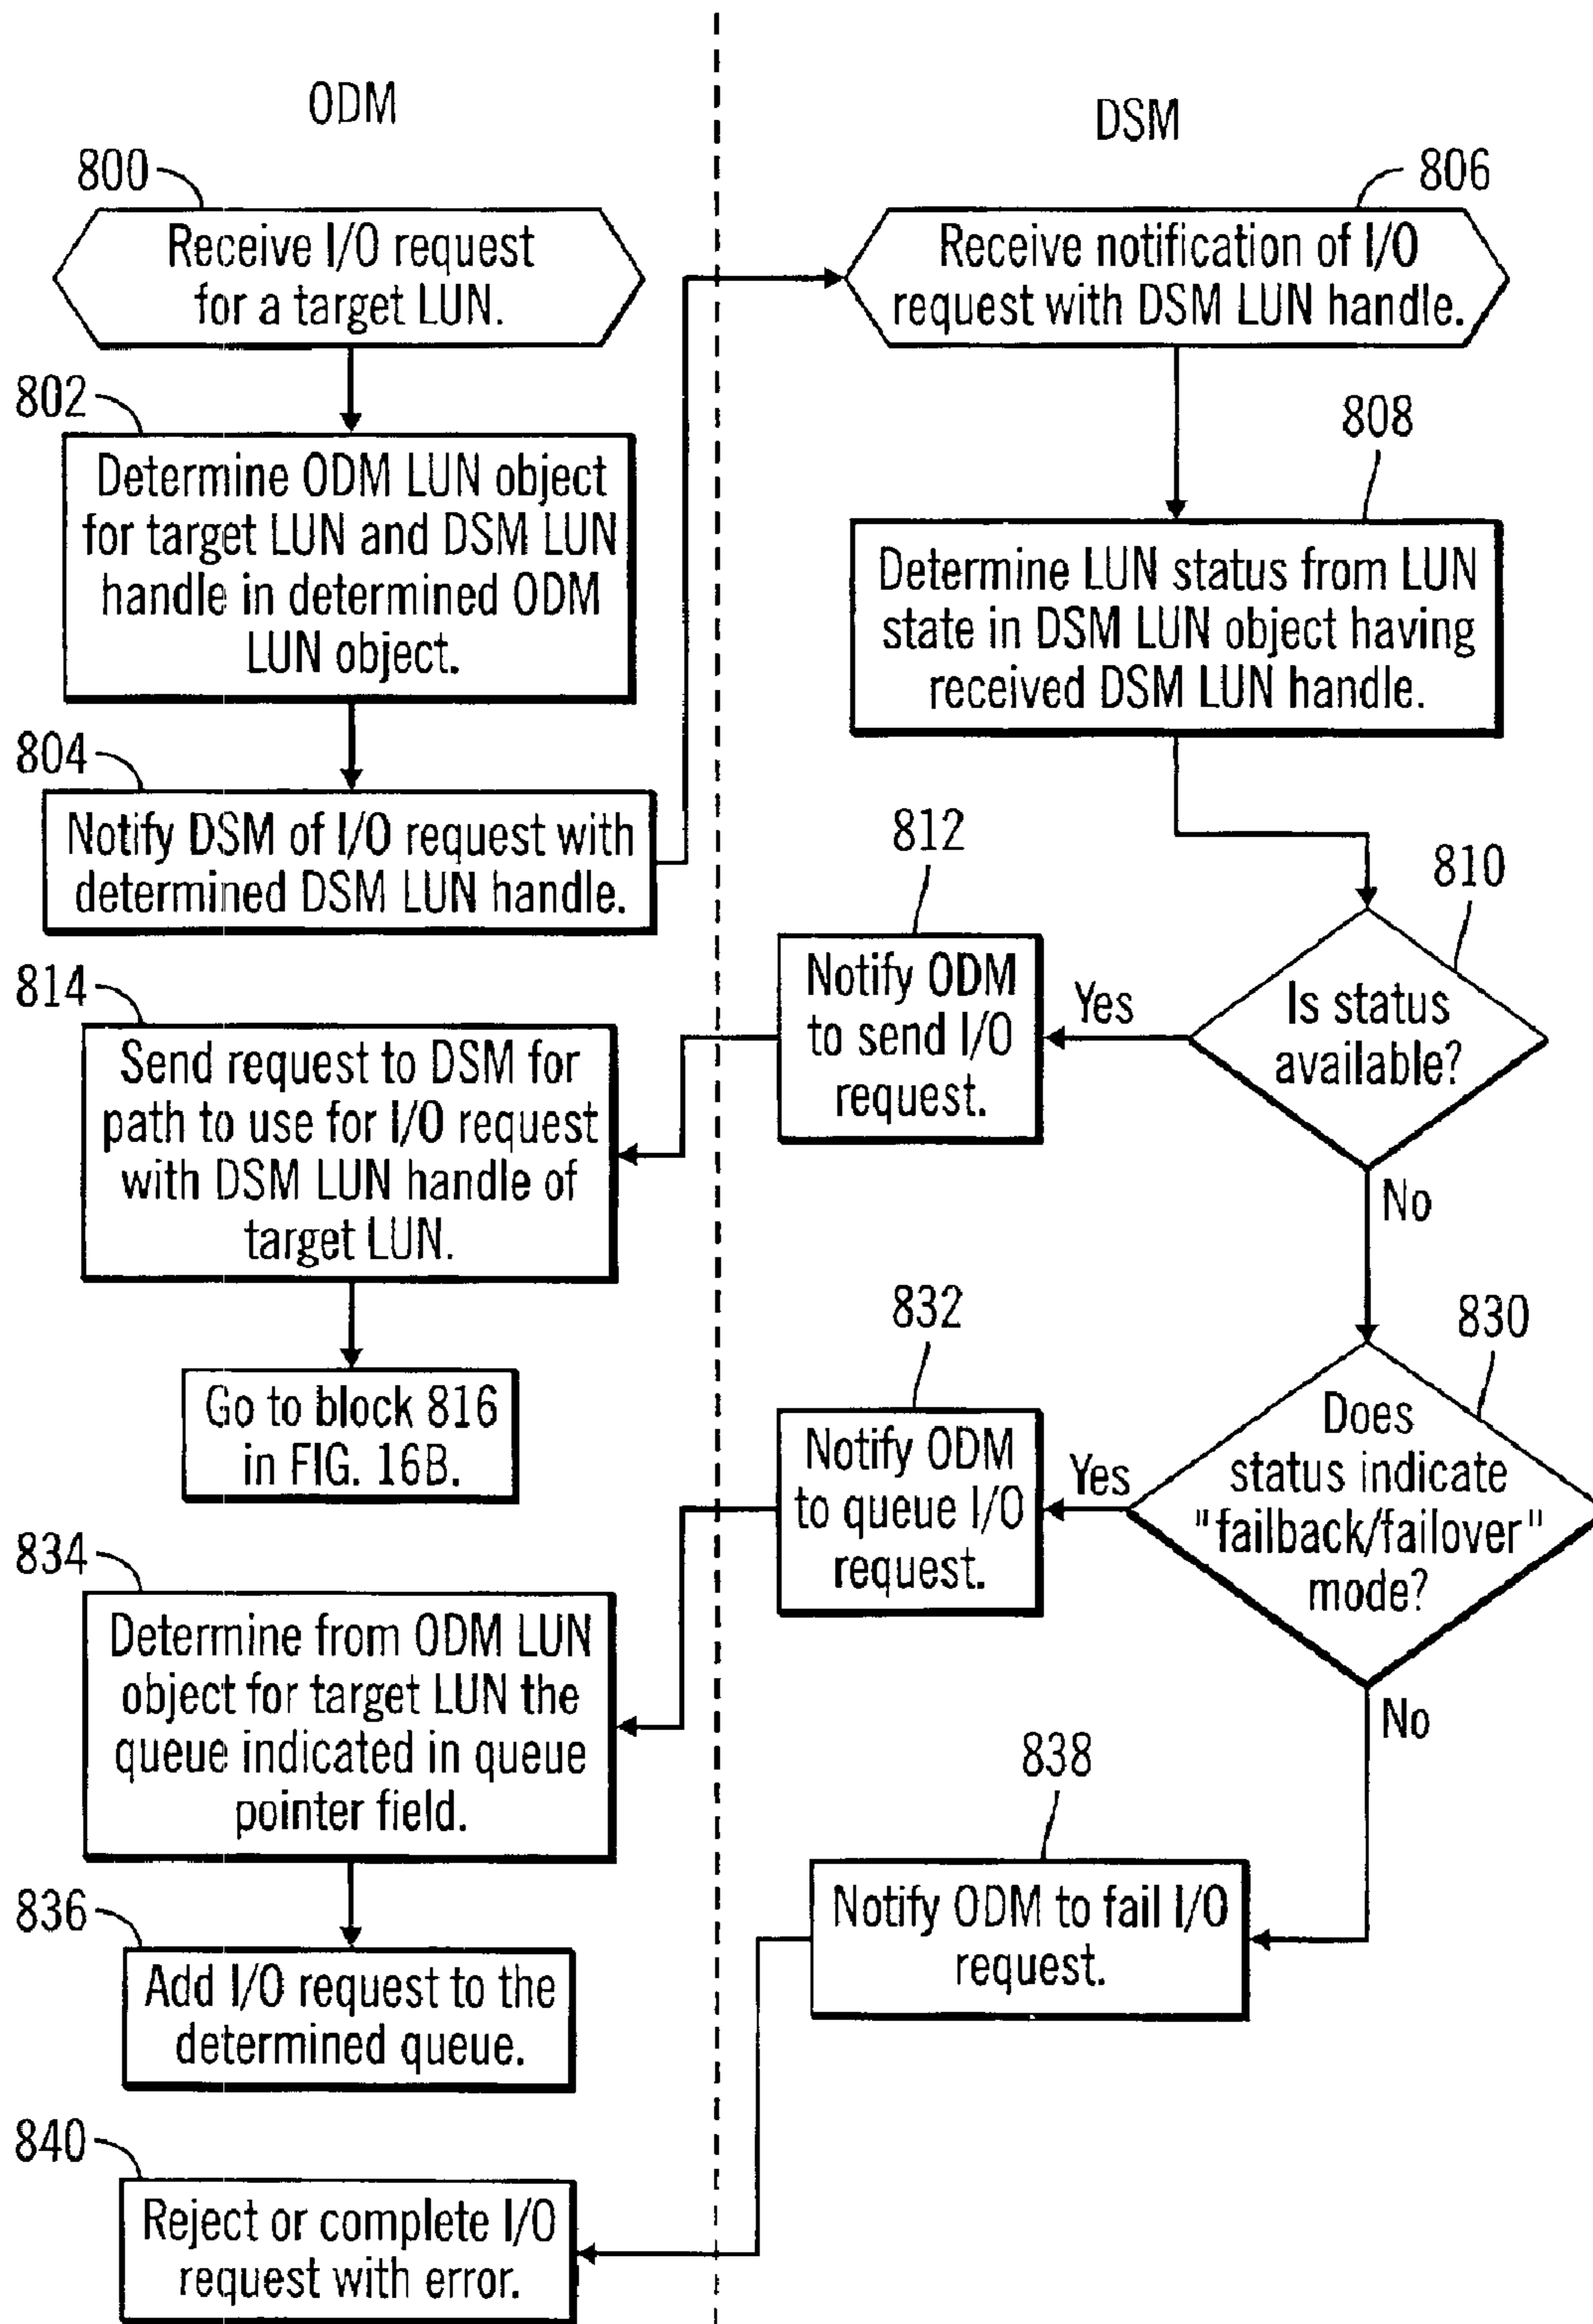 ODM
800
Receive I/O request
for a target LUN.
802
Determine ODM LUN object
for target LUN and DSM LUN
handle in determined ODM
LUN object.
804
Notify DSM of I/O request with
determined DSM LUN handle.
814
Send request to DSM for
path to use for I/O request
with DSM LUN handle of
target LUN.
Go to block 816
in FIG. 16B.
834
Determine from ODM LUN
object for target LUN the
queue indicated in queue
pointer field.
836
Add I/O request to the
determined queue.
840
Reject or complete I/O
request with error.
DSM
806
Receive notification of I/O
request with DSM LUN handle.
808
Determine LUN status from LUN
state in DSM LUN object having
received DSM LUN handle.
810
Is status
available?
Yes
No
812
Notify ODM
to send I/O
request.
830
Does
status indicate
"failback/failover"
mode?
Yes
No
832
Notify ODM
to queue I/O
request.
838
Notify ODM to fail I/O
request.